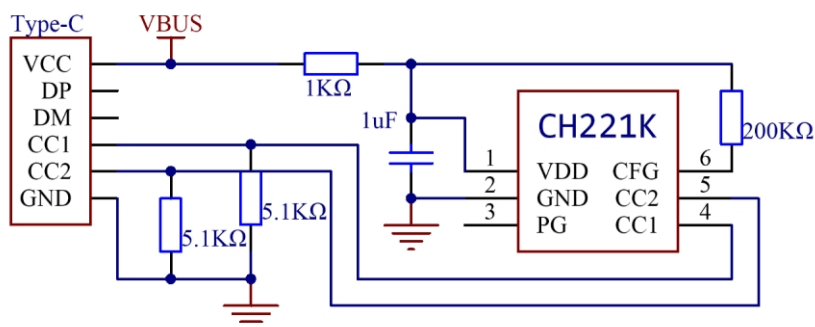 Type-C
VBUS
VCC
DP
DM
CC1
CC2
GND
1KΩ
1uF
5.1KΩ
5.1KΩ
CH221K
200KΩ
1
VDD
CFG
6
2
GND
CC2
5
3
PG
CC1
4